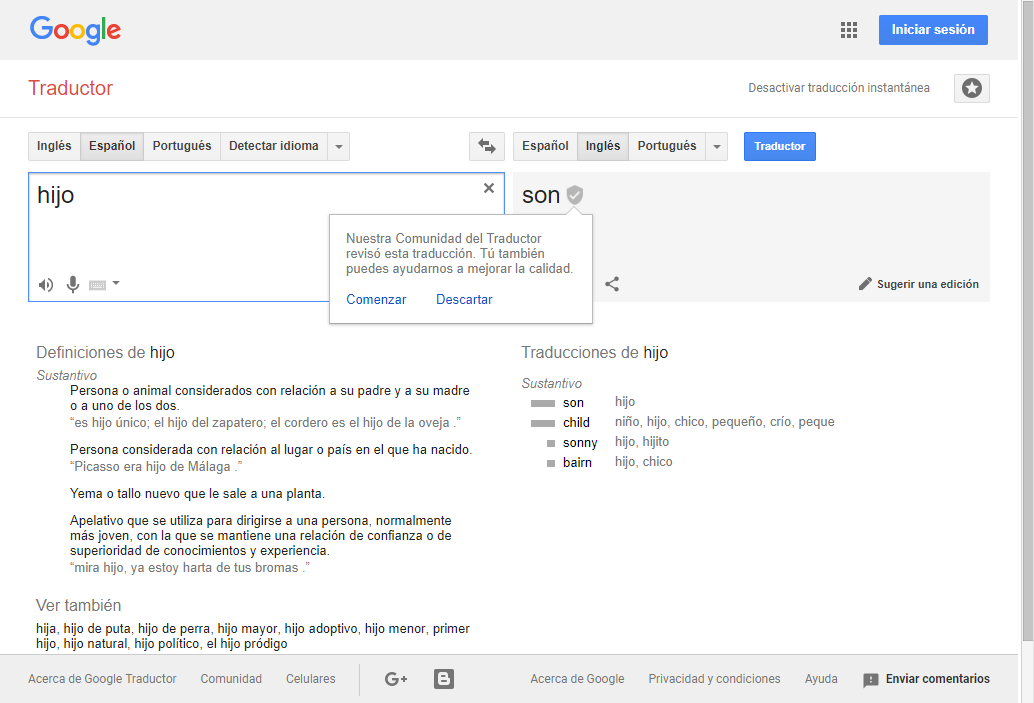 Google
Iniciar sesión
Traductor
Desactivar traducción instantánea
Inglés Español Português Detectar idioma
Español Inglés Português Traductor
hijo
son
Nuestra Comunidad del Traductor
revisó esta traducción. Tú también
puedes ayudarnos a mejorar la calidad.
Comenzar Descartar
Sugerir una edición
Definiciones de hijo
Sustantivo
Persona o animal considerados con relación a su padre y a su madre
o a uno de los dos.
“es hijo único; el hijo del zapatero; el cordero es el hijo de la oveja .”
Persona considerada con relación al lugar o país en el que ha nacido.
“Picasso era hijo de Málaga .”
Yema o tallo nuevo que le sale a una planta.
Apelativo que se utiliza para dirigirse a una persona, normalmente
más joven, con la que se mantiene una relación de confianza o de
superioridad de conocimientos y experiencia.
“mira hijo, ya estoy harta de tus bromas .”
Ver también
hija, hijo de puta, hijo de perra, hijo mayor, hijo adoptivo, hijo menor, primer
hijo, hijo natural, hijo político, el hijo pródigo
Traducciones de hijo
Sustantivo
son hijo
child niño, hijo, chico, pequeño, crío, peque
sonny hijo, hijito
bairn hijo, chico
Acerca de Google Traductor Comunidad Celulares G+ B Acerca de Google Privacidad y condiciones Ayuda Enviar comentarios